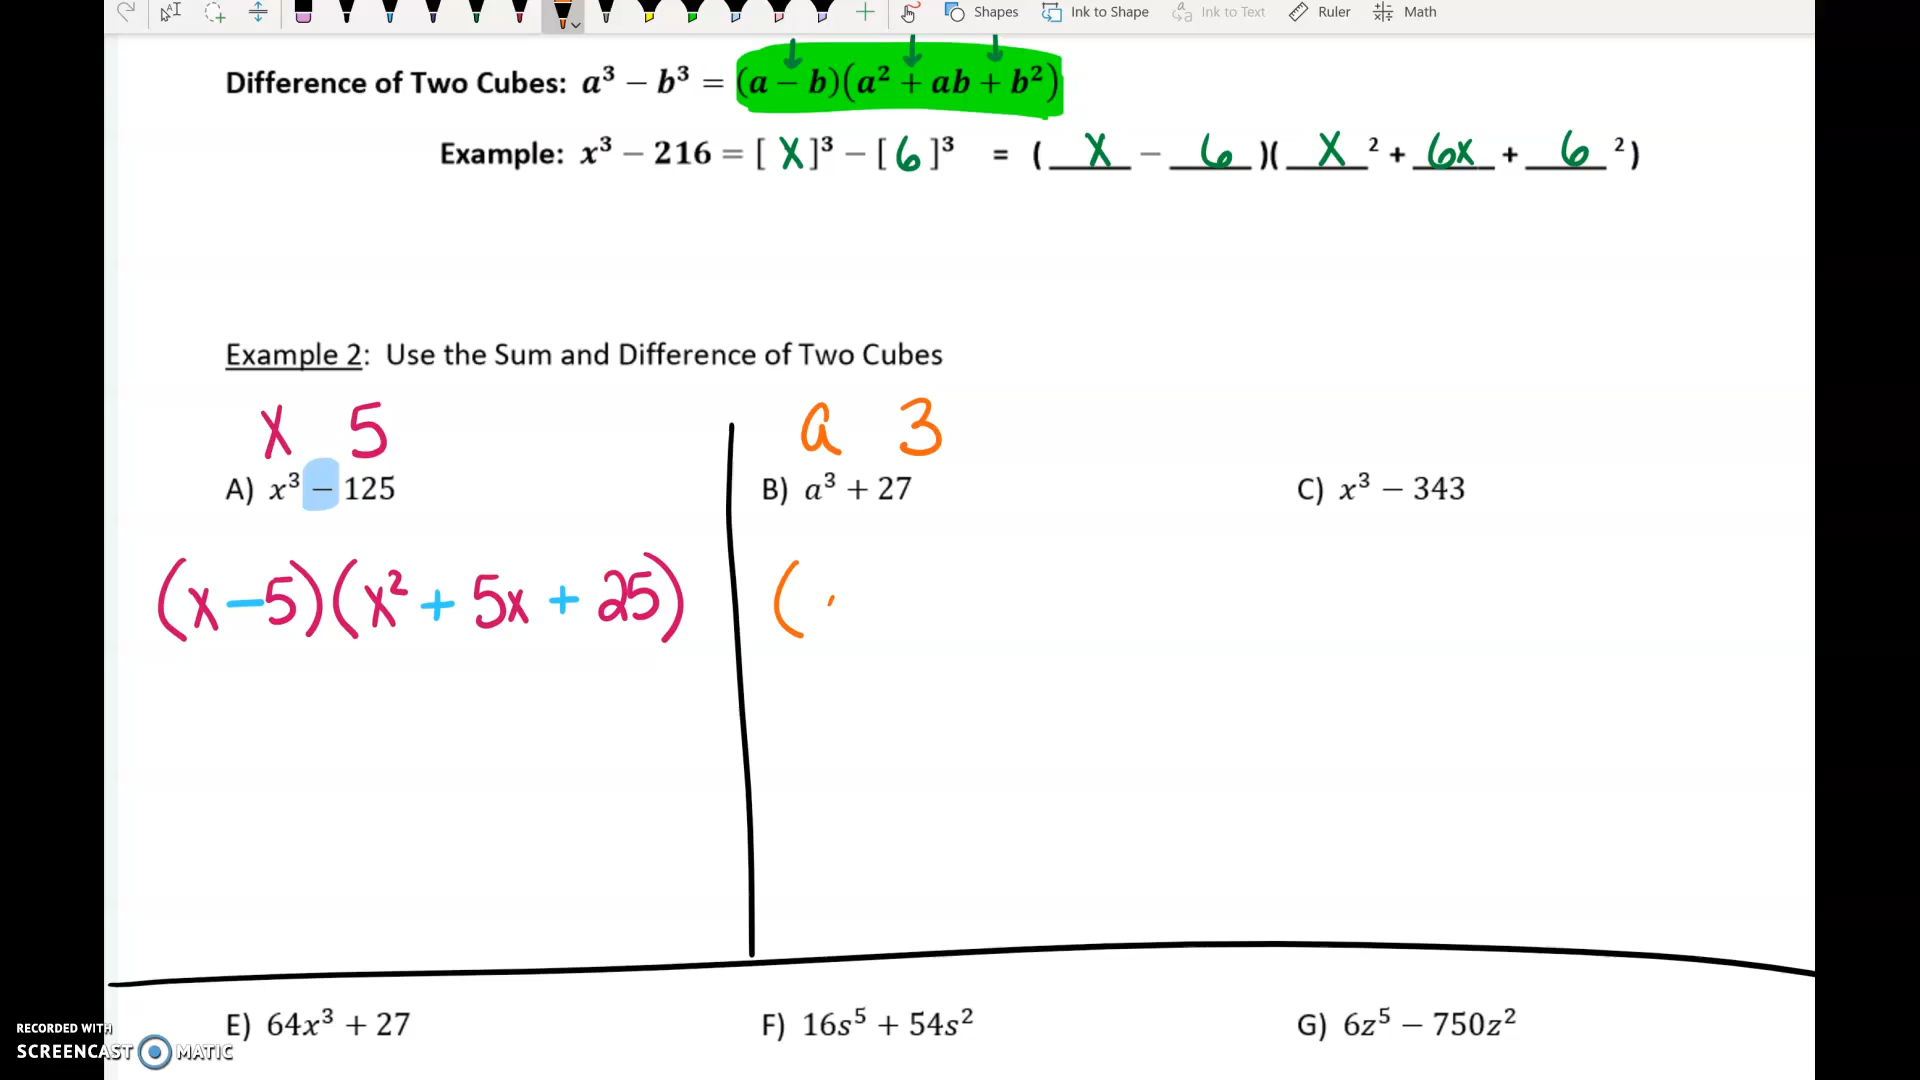 Shapes Ink to Shape Ink to Text Ruler Math
Difference of Two Cubes: a³ − b³ = (a − b)(a² + ab + b²)
Example: x³ − 216 = [ X ]³ − [ 6 ]³ = ( X − 6 )( X ² + 6x + 6 ²)
Example 2: Use the Sum and Difference of Two Cubes
X 5 a 3
A) x³ − 125 B) a³ + 27 C) x³ − 343
(x−5)(x² + 5x + 25) (
E) 64x³ + 27 F) 16s⁵ + 54s² G) 6z⁵ − 750z²
RECORDED WITH
SCREENCAST MATIC